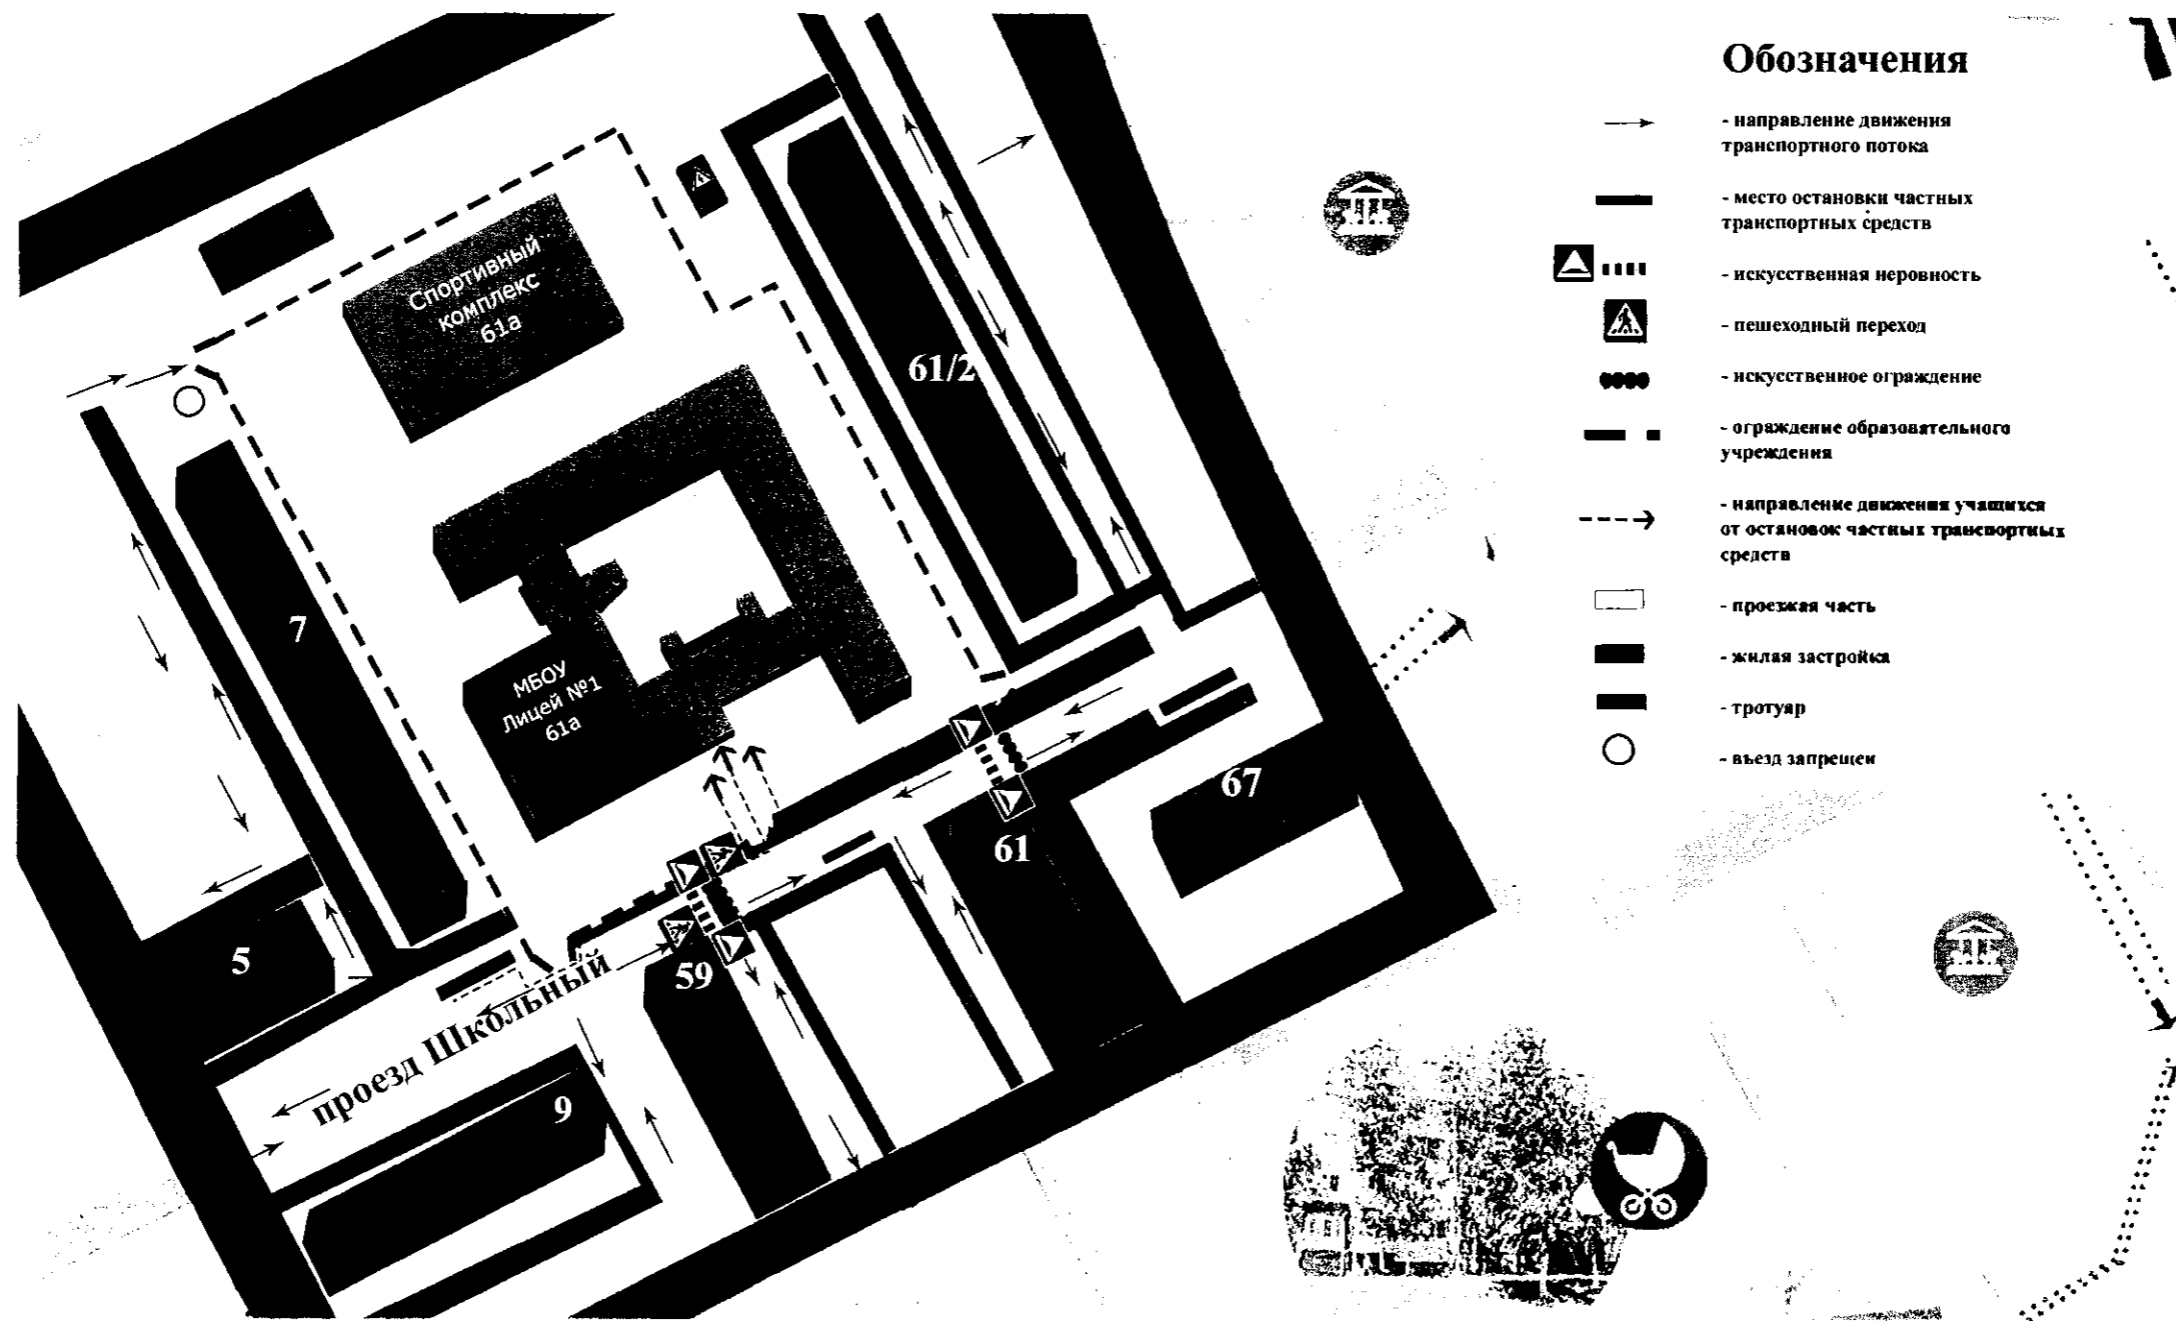 Обозначения
- направление движения
транспортного потока
- место остановки частных
транспортных средств
- искусственная неровность
- пешеходный переход
- искусственное ограждение
- ограждение образовательного
учреждения
- направление движения учащихся
от остановок частных транспортных
средств
- проезжая часть
- жилая застройка
- тротуар
- въезд запрещен
Спортивный
комплекс
61а
61/2
7
МБОУ
Лицей №1
61а
67
61
5
59
проезд Школьный
9